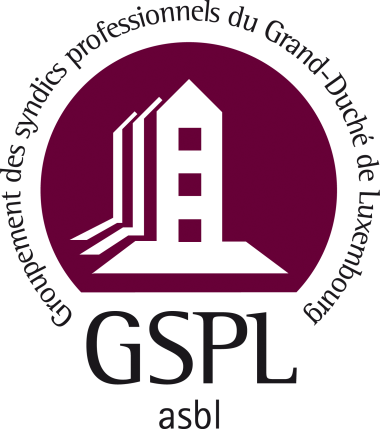 Groupement des syndics professionnels du Grand-Duché de Luxembourg
GSPL
asbl